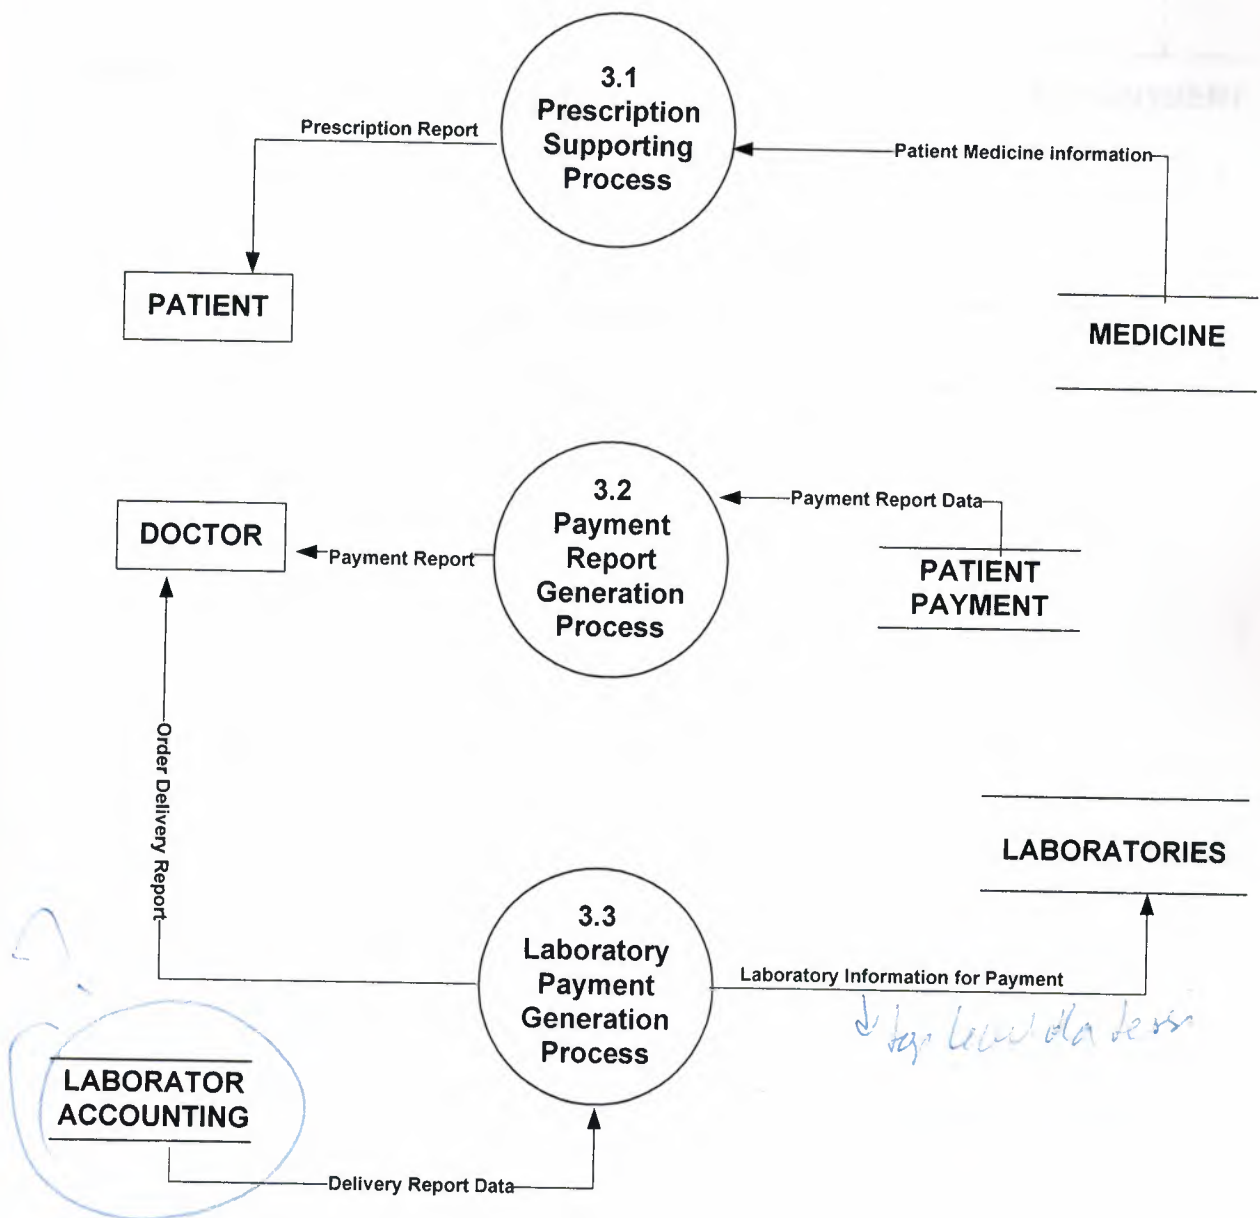 3.1
Prescription
Supporting
Process
Prescription Report
Patient Medicine information
PATIENT
MEDICINE
3.2
Payment
Report
Generation
Process
Payment Report Data
DOCTOR
Payment Report
PATIENT
PAYMENT
Order Delivery Report
LABORATORIES
3.3
Laboratory
Payment
Generation
Process
Laboratory Information for Payment
top
LABORATOR
ACCOUNTING
Delivery Report Data